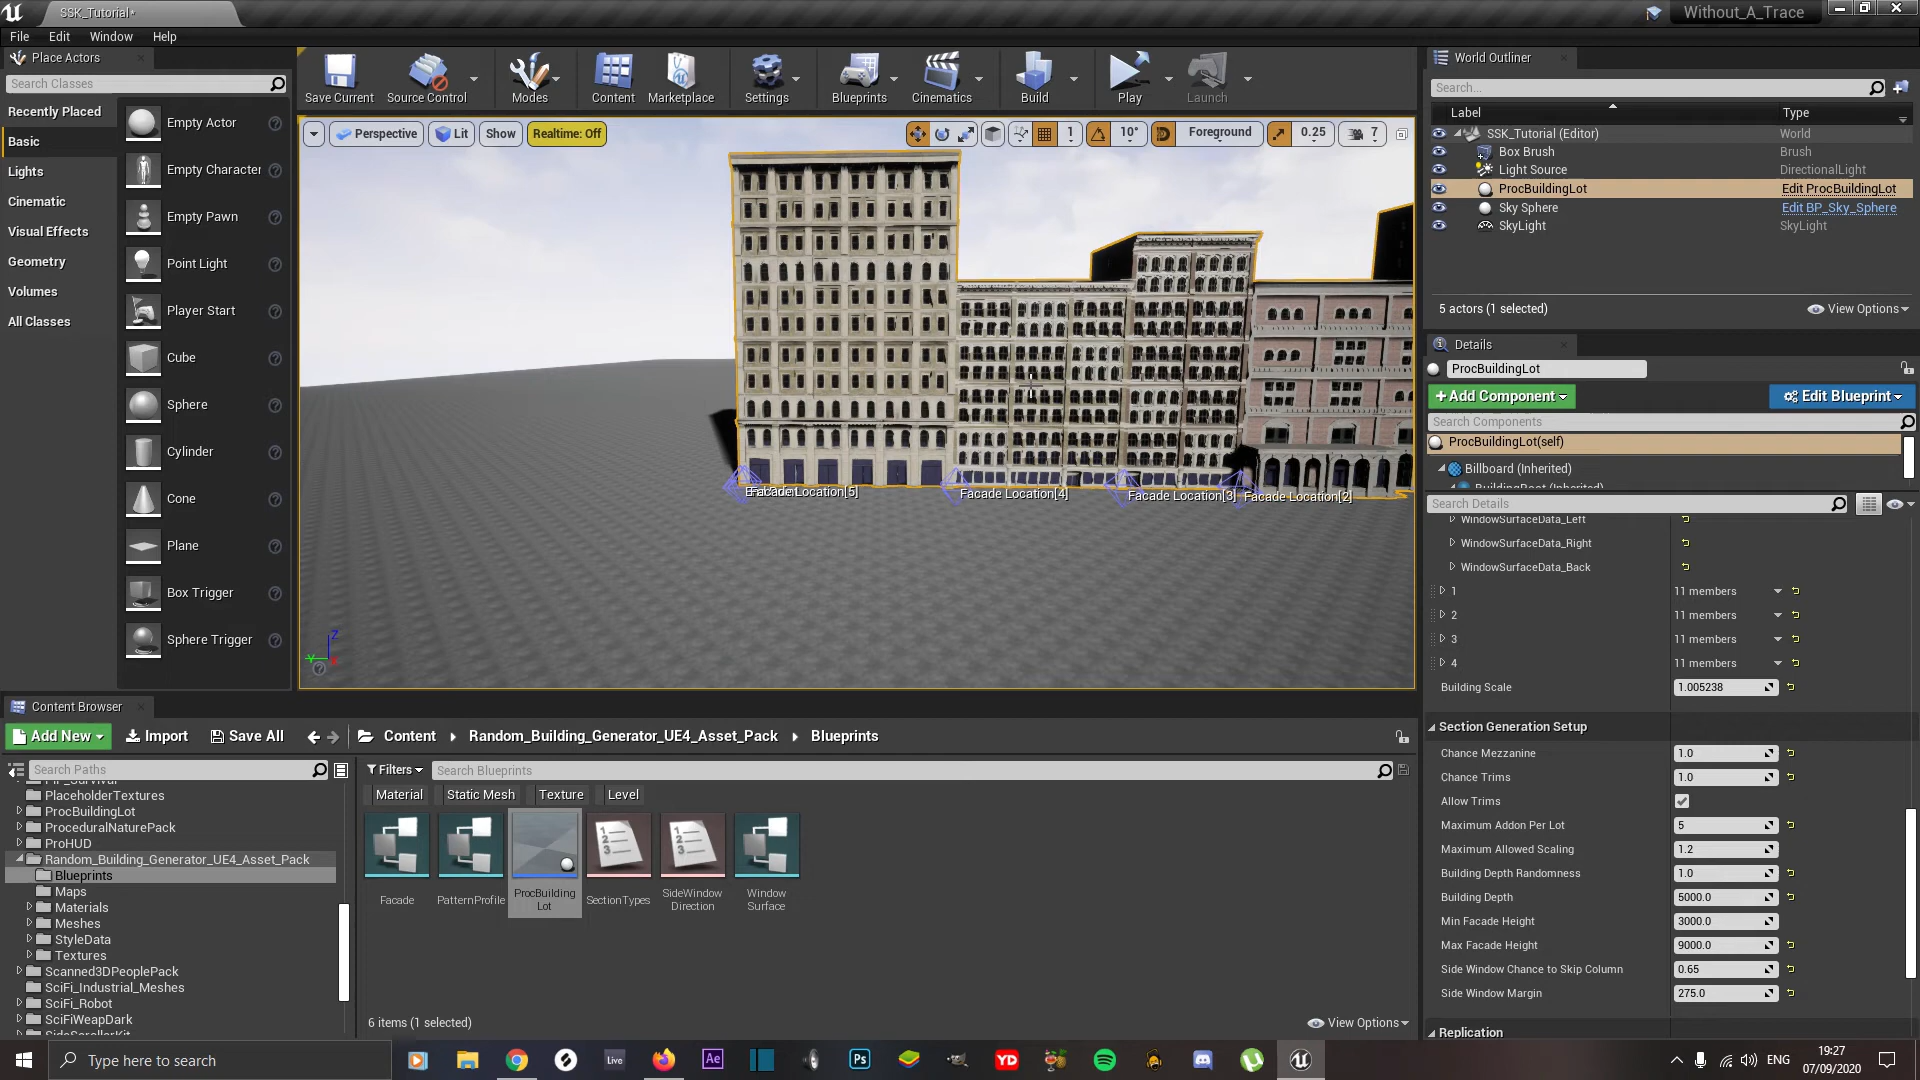 SSK_Tutorial*
Without_A_Trace
File Edit Window Help
Place Actors
Search Classes
Recently Placed
Basic
Lights
Cinematic
Visual Effects
Geometry
Volumes
All Classes
Empty Actor
Empty Character
Empty Pawn
Point Light
Player Start
Cube
Sphere
Cylinder
Cone
Plane
Box Trigger
Sphere Trigger
Save Current
Source Control
Modes
Content
Marketplace
Settings
Blueprints
Cinematics
Build
Play
Launch
Perspective Lit Show Realtime: Off
1 10° Foreground 0.25 7
Facade Location[5]
Facade Location[4]
Facade Location[3]
Facade Location[2]
Z
World Outliner
Search...
Label Type
SSK_Tutorial (Editor) World
Box Brush Brush
Light Source DirectionalLight
ProcBuildingLot Edit ProcBuildingLot
Sky Sphere Edit BP_Sky_Sphere
SkyLight SkyLight
5 actors (1 selected) View Options
Details
ProcBuildingLot
+Add Component Edit Blueprint
Search Components
ProcBuildingLot(self)
Billboard (Inherited)
BuildingRoot (Inherited)
Search Details
WindowSurfaceData_Left
WindowSurfaceData_Right
WindowSurfaceData_Back
1 11 members
2 11 members
3 11 members
4 11 members
Building Scale 1.005238
Section Generation Setup
Chance Mezzanine 1.0
Chance Trims 1.0
Allow Trims
Maximum Addon Per Lot 5
Maximum Allowed Scaling 1.2
Building Depth Randomness 1.0
Building Depth 5000.0
Min Facade Height 3000.0
Max Facade Height 9000.0
Side Window Chance to Skip Column 0.65
Side Window Margin 275.0
Replication
Content Browser
Add New Import Save All Content Random_Building_Generator_UE4_Asset_Pack Blueprints
Search Paths
PlaceholderTextures
ProcBuildingLot
ProceduralNaturePack
ProHUD
Random_Building_Generator_UE4_Asset_Pack
Blueprints
Maps
Materials
Meshes
StyleData
Textures
Scanned3DPeoplePack
SciFi_Industrial_Meshes
SciFi_Robot
SciFiWeapDark
SideScrollerKit
Filters Search Blueprints
Material Static Mesh Texture Level
Facade
PatternProfile
ProcBuilding
Lot
SectionTypes
SideWindow
Direction
Window
Surface
6 items (1 selected) View Options
Type here to search
Live
Ae
Ps
YD
ENG
19:27
07/09/2020